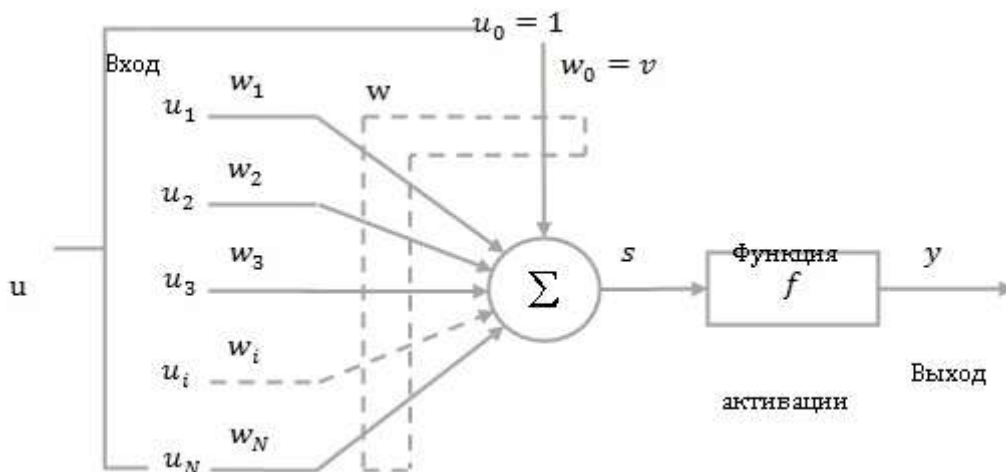 u₀ = 1
Вход
w₀ = v
w₁
w
u₁
w₂
u₂
w₃
s
Функция
y
u
u₃
Σ
f
wᵢ
uᵢ
Выход
активации
w_N
u_N